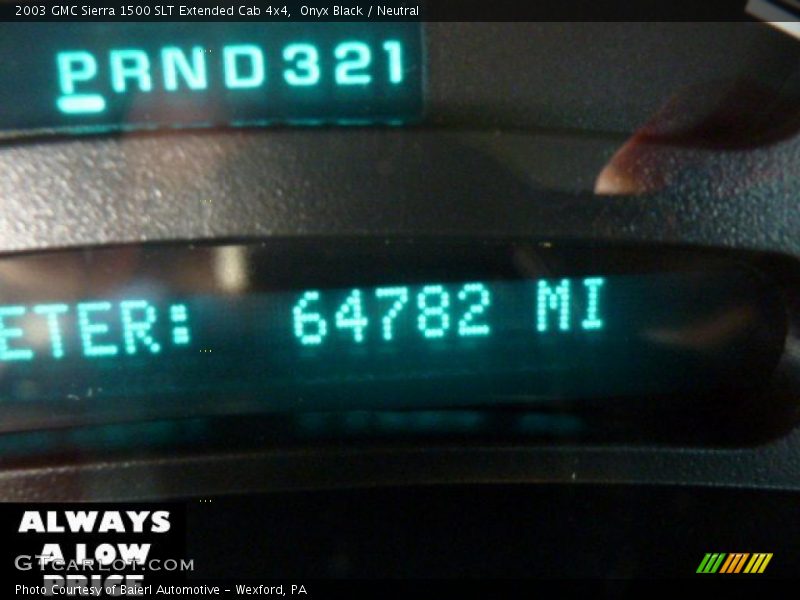 2003 GMC Sierra 1500 SLT Extended Cab 4x4, Onyx Black / Neutral
PRND321
ETER: 64782 MI
ALWAYS
A LOW
PRICE
GTCARLOT.COM
Photo Courtesy of Baierl Automotive - Wexford, PA